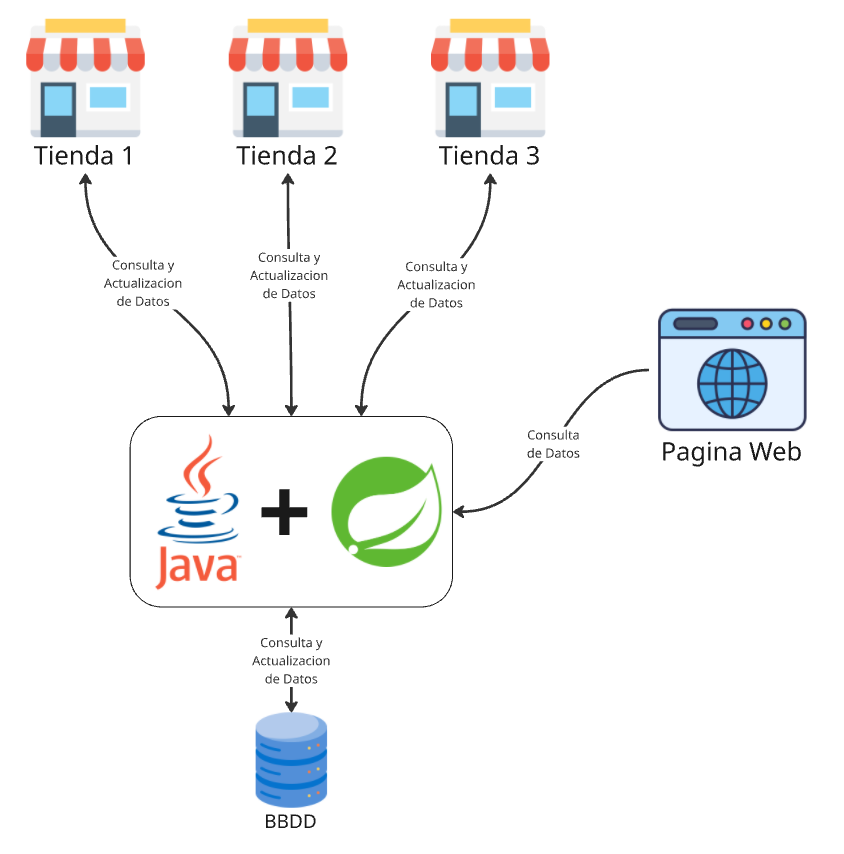 Tienda 1
Tienda 2
Tienda 3
Consulta y
Actualizacion
de Datos
Consulta y
Actualizacion
de Datos
Consulta y
Actualizacion
de Datos
Pagina Web
Consulta
de Datos
Java™
Consulta y
Actualizacion
de Datos
BBDD